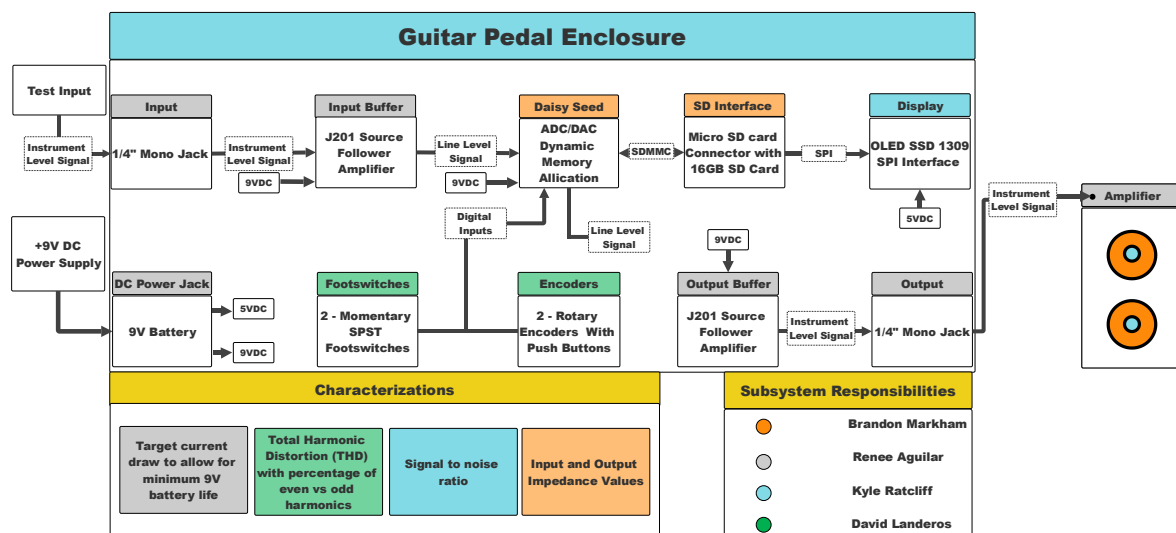 Guitar Pedal Enclosure
Test Input
Instrument
Level Signal
Input
1/4" Mono Jack
Instrument
Level Signal
9VDC
Input Buffer
J201 Source
Follower
Amplifier
Line Level
Signal
9VDC
Daisy Seed
ADC/DAC
Dynamic
Memory
Allication
SDMMC
SD Interface
Micro SD card
Connector with
16GB SD Card
SPI
Display
OLED SSD 1309
SPI Interface
5VDC
Digital
Inputs
Line Level
Signal
Instrument
Level Signal
Amplifier
+9V DC
Power Supply
DC Power Jack
9V Battery
5VDC
9VDC
Footswitches
2 - Momentary
SPST
Footswitches
Encoders
2 - Rotary
Encoders With
Push Buttons
9VDC
Output Buffer
J201 Source
Follower
Amplifier
Instrument
Level Signal
Output
1/4" Mono Jack
Characterizations
Target current
draw to allow for
minimum 9V
battery life
Total Harmonic
Distortion (THD)
with percentage of
even vs odd
harmonics
Signal to noise
ratio
Input and Output
Impedance Values
Subsystem Responsibilities
Brandon Markham
Renee Aguilar
Kyle Ratcliff
David Landeros